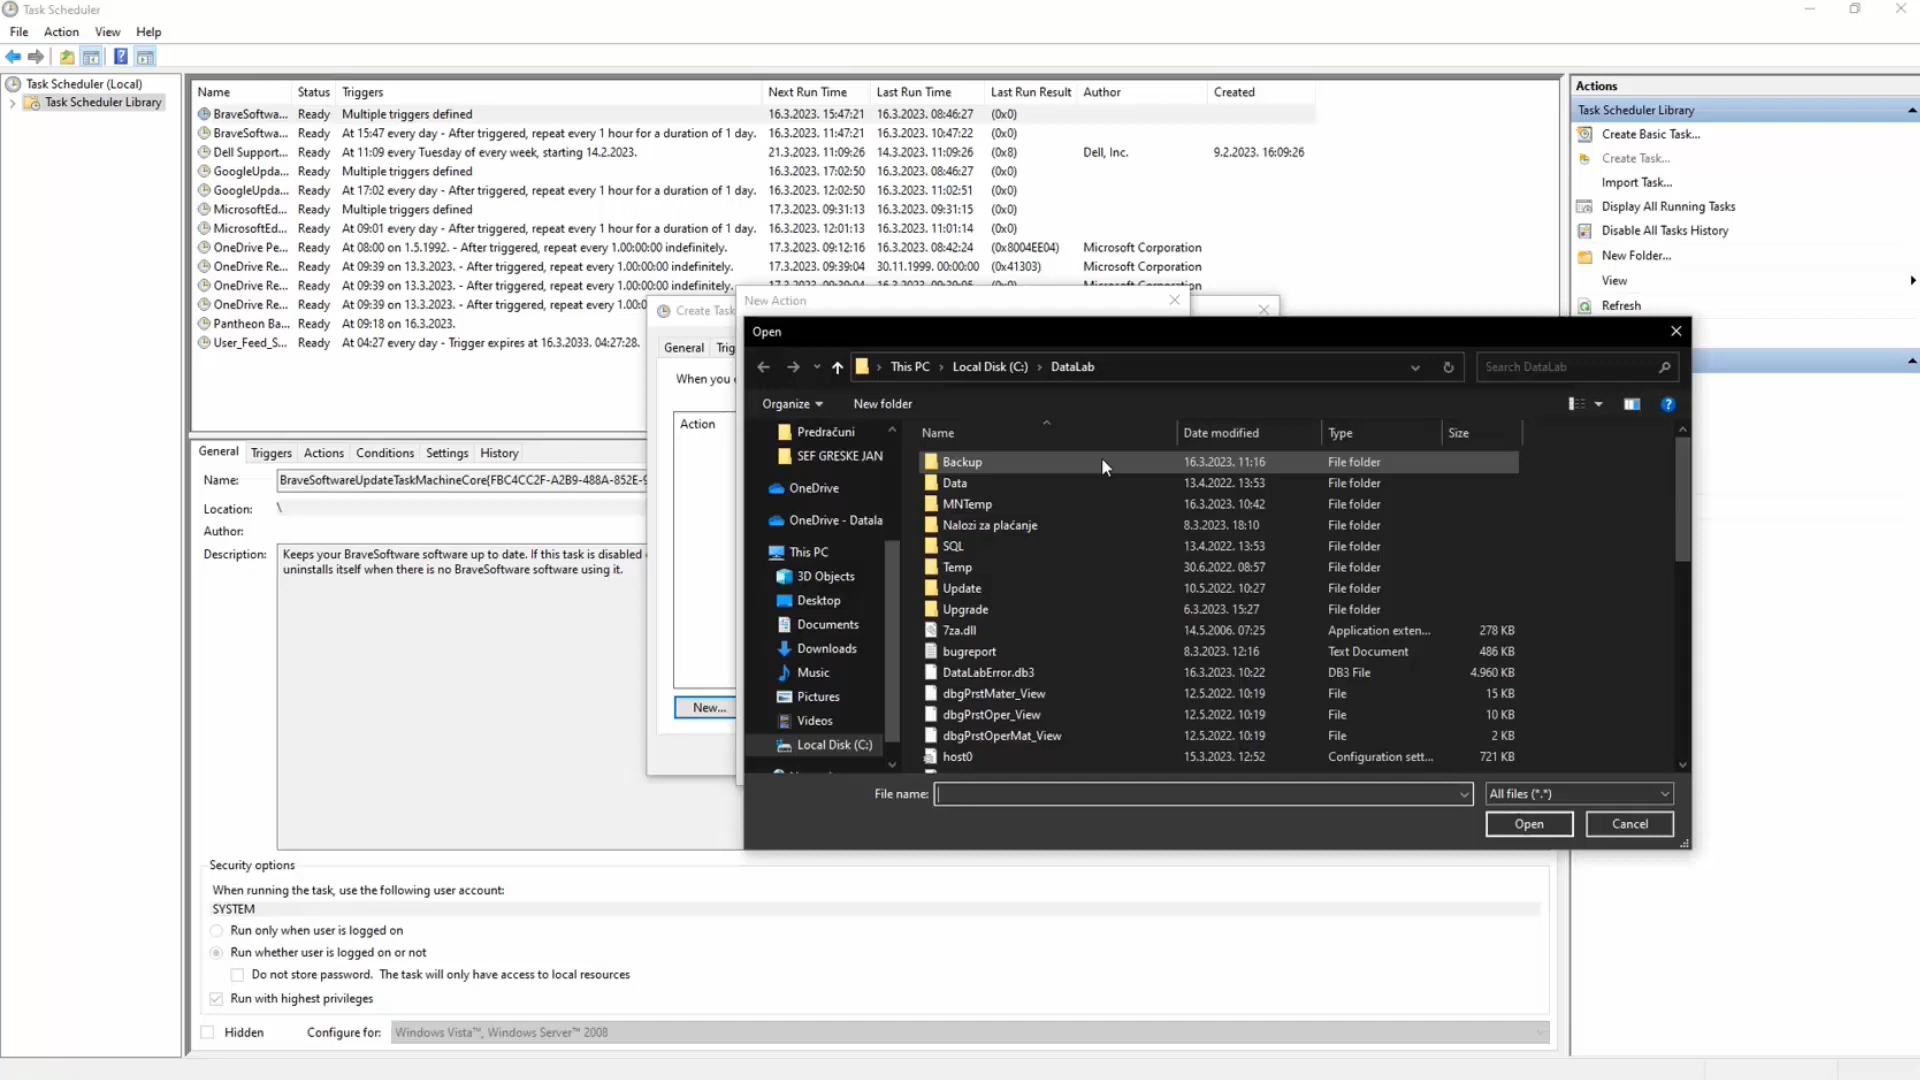 Task Scheduler
File Action View Help
Task Scheduler (Local)
Task Scheduler Library
Name Status Triggers Next Run Time Last Run Time Last Run Result Author Created
BraveSoftwa... Ready Multiple triggers defined 16.3.2023. 15:47:21 16.3.2023. 08:46:27 (0x0)
BraveSoftwa... Ready At 15:47 every day - After triggered, repeat every 1 hour for a duration of 1 day. 16.3.2023. 11:47:21 16.3.2023. 10:47:22 (0x0)
Dell Support... Ready At 11:09 every Tuesday of every week, starting 14.2.2023. 21.3.2023. 11:09:26 14.3.2023. 11:09:26 (0x8) Dell, Inc. 9.2.2023. 16:09:26
GoogleUpda... Ready Multiple triggers defined 16.3.2023. 17:02:50 16.3.2023. 08:46:27 (0x0)
GoogleUpda... Ready At 17:02 every day - After triggered, repeat every 1 hour for a duration of 1 day. 16.3.2023. 12:02:50 16.3.2023. 11:02:51 (0x0)
MicrosoftEd... Ready Multiple triggers defined 17.3.2023. 09:31:13 16.3.2023. 09:31:15 (0x0)
MicrosoftEd... Ready At 09:01 every day - After triggered, repeat every 1 hour for a duration of 1 day. 16.3.2023. 12:01:13 16.3.2023. 11:01:14 (0x0)
OneDrive Pe... Ready At 08:00 on 1.5.1992. - After triggered, repeat every 1.00:00:00 indefinitely. 17.3.2023. 09:12:16 16.3.2023. 08:42:24 (0x8004EE04) Microsoft Corporation
OneDrive Re... Ready At 09:39 on 13.3.2023. - After triggered, repeat every 1.00:00:00 indefinitely. 17.3.2023. 09:39:04 30.11.1999. 00:00:00 (0x41303) Microsoft Corporation
OneDrive Re... Ready At 09:39 on 13.3.2023. - After triggered, repeat every 1.00:00:00 indefinitely. 17.3.2023. 09:39:04 16.3.2023. 09:39:05 (0x0) Microsoft Corporation
OneDrive Re... Ready At 09:39 on 13.3.2023. - After triggered, repeat every 1.00:0
Pantheon Ba... Ready At 09:18 on 16.3.2023.
User_Feed_S... Ready At 04:27 every day - Trigger expires at 16.3.2033. 04:27:28.
General Triggers Actions Conditions Settings History
Name: BraveSoftwareUpdateTaskMachineCore{FBC4CC2F-A2B9-488A-852E-9
Location: \
Author:
Description: Keeps your BraveSoftware software up to date. If this task is disabled
uninstalls itself when there is no BraveSoftware software using it.
Security options
When running the task, use the following user account:
SYSTEM
Run only when user is logged on
Run whether user is logged on or not
Do not store password. The task will only have access to local resources
Run with highest privileges
Hidden Configure for: Windows Vista™, Windows Server™ 2008
Create Task
General Trig
When you
Action
New...
New Action
Open
This PC › Local Disk (C:) › DataLab
Search DataLab
Organize New folder
Predračuni
SEF GRESKE JAN
OneDrive
OneDrive - Datala
This PC
3D Objects
Desktop
Documents
Downloads
Music
Pictures
Videos
Local Disk (C:)
Name Date modified Type Size
Backup 16.3.2023. 11:16 File folder
Data 13.4.2022. 13:53 File folder
MNTemp 16.3.2023. 10:42 File folder
Nalozi za plaćanje 8.3.2023. 18:10 File folder
SQL 13.4.2022. 13:53 File folder
Temp 30.6.2022. 08:57 File folder
Update 10.5.2022. 10:27 File folder
Upgrade 6.3.2023. 15:27 File folder
7za.dll 14.5.2006. 07:25 Application exten... 278 KB
bugreport 8.3.2023. 12:16 Text Document 486 KB
DataLabError.db3 16.3.2023. 10:22 DB3 File 4.960 KB
dbgPrstMater_View 12.5.2022. 10:19 File 15 KB
dbgPrstOper_View 12.5.2022. 10:19 File 10 KB
dbgPrstOperMat_View 12.5.2022. 10:19 File 2 KB
host0 15.3.2023. 12:52 Configuration sett... 721 KB
File name: All files (*.*)
Open Cancel
Actions
Task Scheduler Library
Create Basic Task...
Create Task...
Import Task...
Display All Running Tasks
Disable All Tasks History
New Folder...
View
Refresh